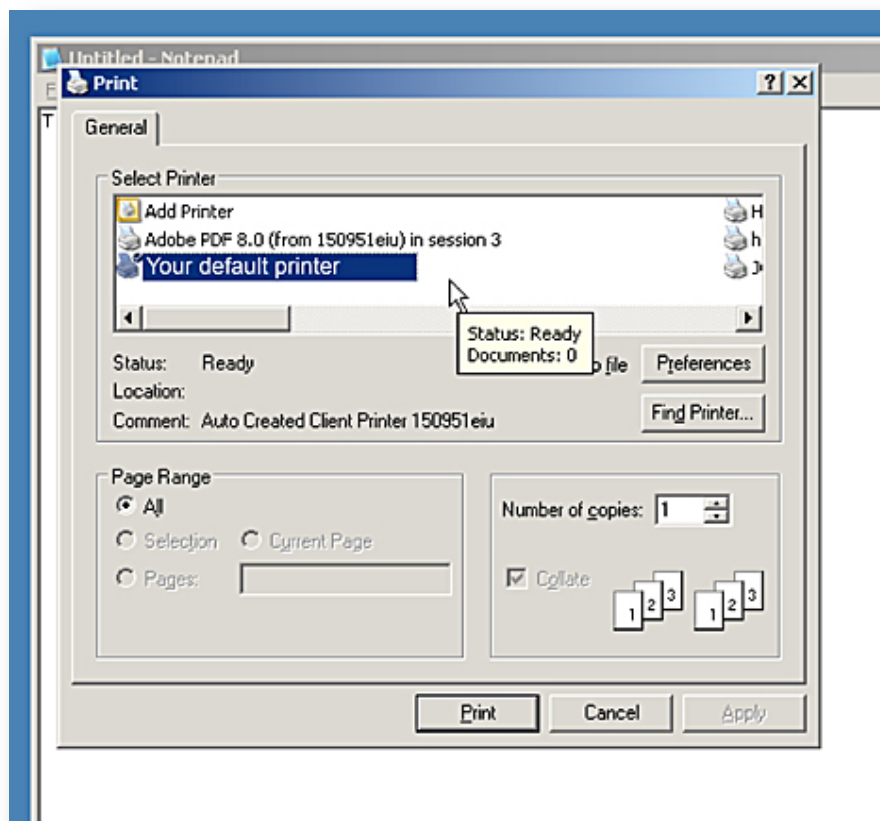 Untitled - Notepad
Print
T
General
Select Printer
Add Printer
H
Adobe PDF 8.0 (from 150951eiu) in session 3
h
Your default printer
Status: Ready
Documents: 0
Status: Ready
o file
Preferences
Location:
Comment: Auto Created Client Printer 150951eiu
Find Printer...
Page Range
All
Selection
Current Page
Pages:
Number of copies: 1
Collate
1 2 3 1 2 3
Print
Cancel
Apply